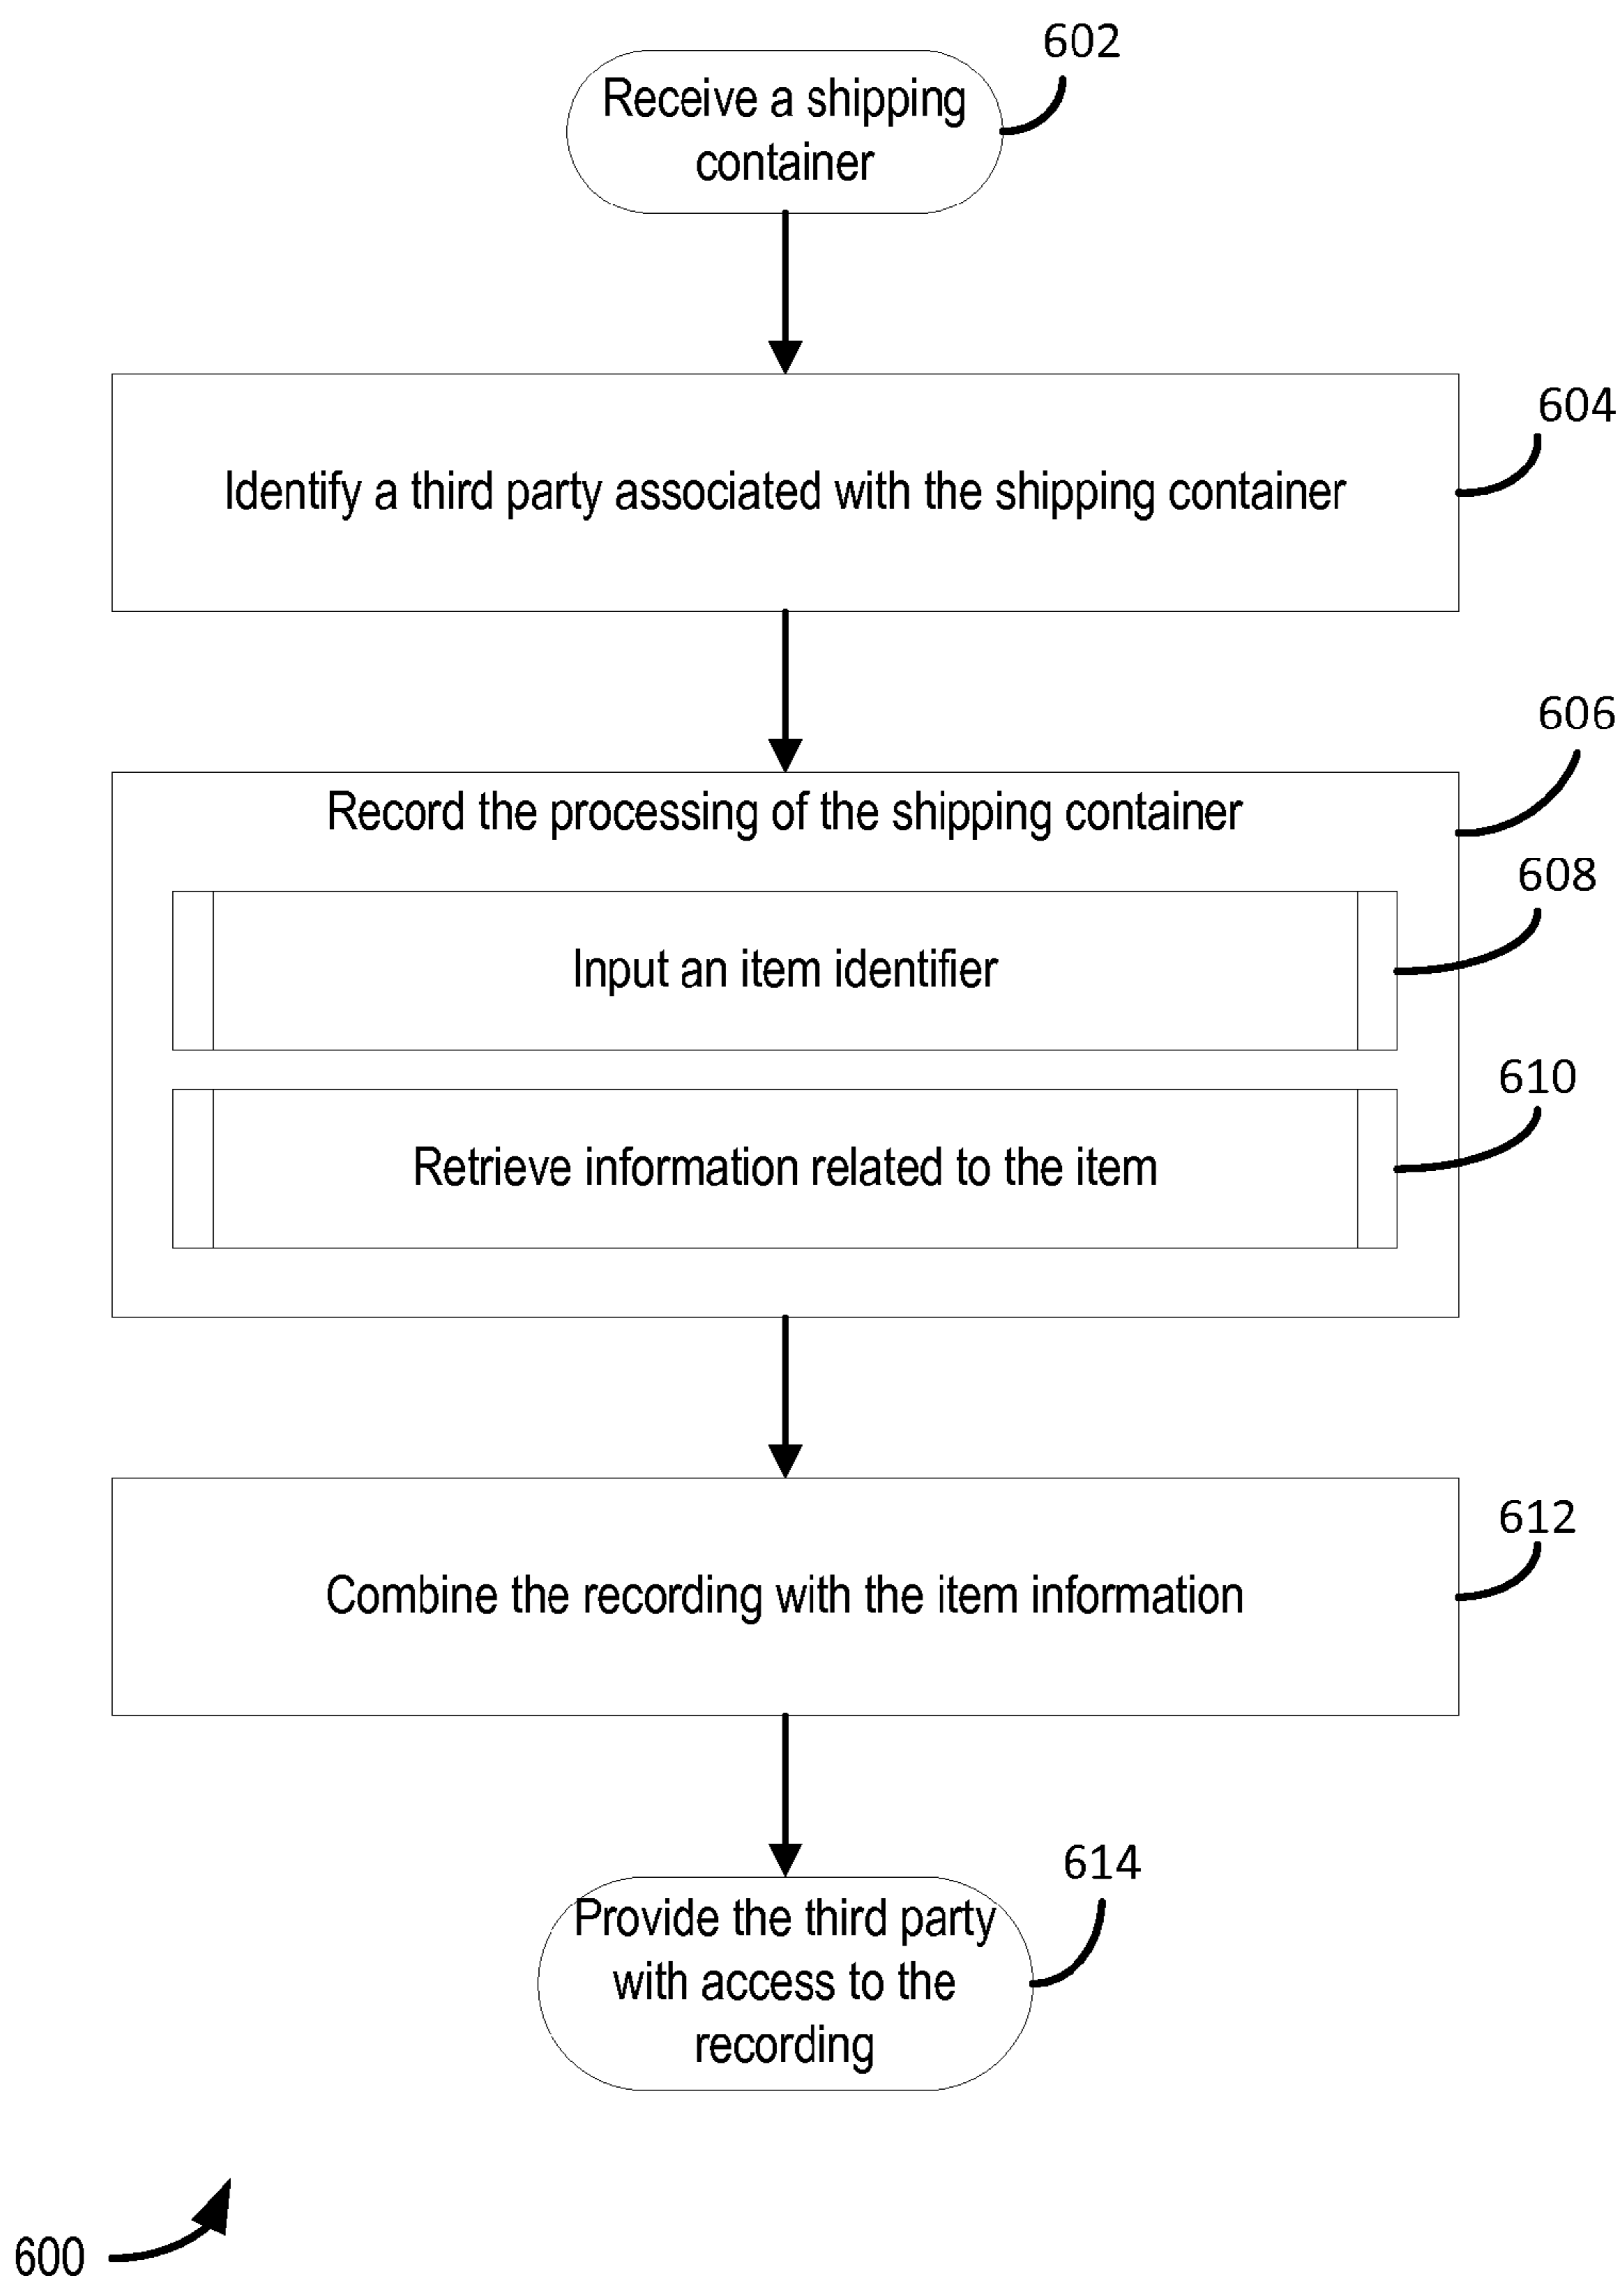 602
Receive a shipping
container
604
Identify a third party associated with the shipping container
606
Record the processing of the shipping container
608
Input an item identifier
610
Retrieve information related to the item
612
Combine the recording with the item information
614
Provide the third party
with access to the
recording
600